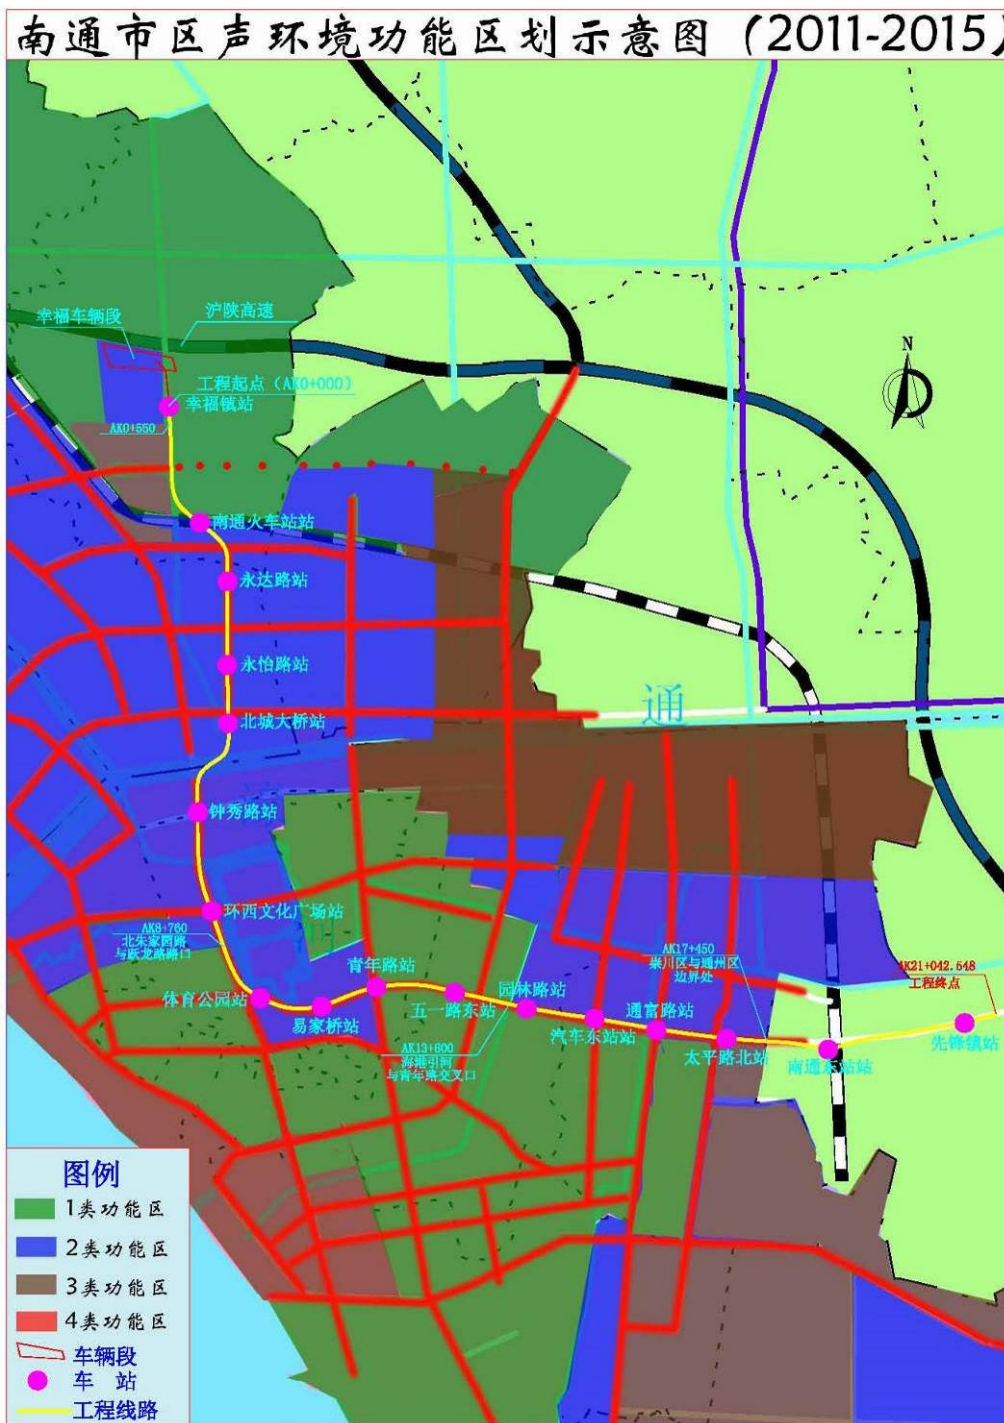 南通市区声环境功能区划示意图 (2011-2015)
幸福车辆段
沪陕高速
N
工程起点（AK0+000）
幸福镇站
AK0+550
南通火车站站
永达路站
永怡路站
通
北城大桥站
钟秀路站
环西文化广场站
AK8+760
北朱家园路
与跃龙路路口
司
青年路站
AK17+450
崇川区与通州区
边界处
AK21+042.548
工程终点
体育公园站
易家桥站
五一路东站
园林路站
汽车东站站
通富路站
太平路北站
南通东站站
先锋镇站
AK13+600
海港引河
与青年路交叉口
图例
1类功能区
2类功能区
3类功能区
4类功能区
车辆段
车 站
工程线路